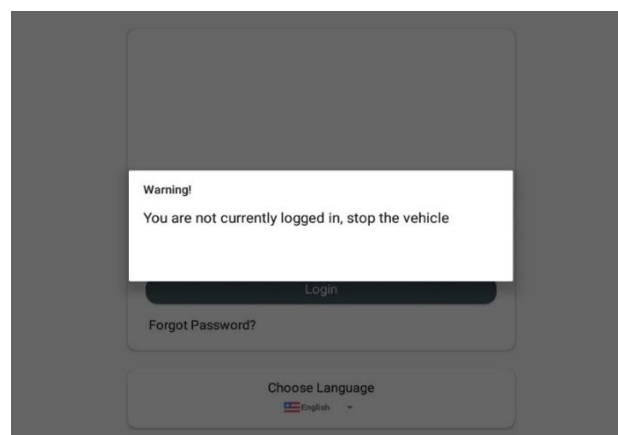 Warning!
You are not currently logged in, stop the vehicle
Login
Forgot Password?
Choose Language
English